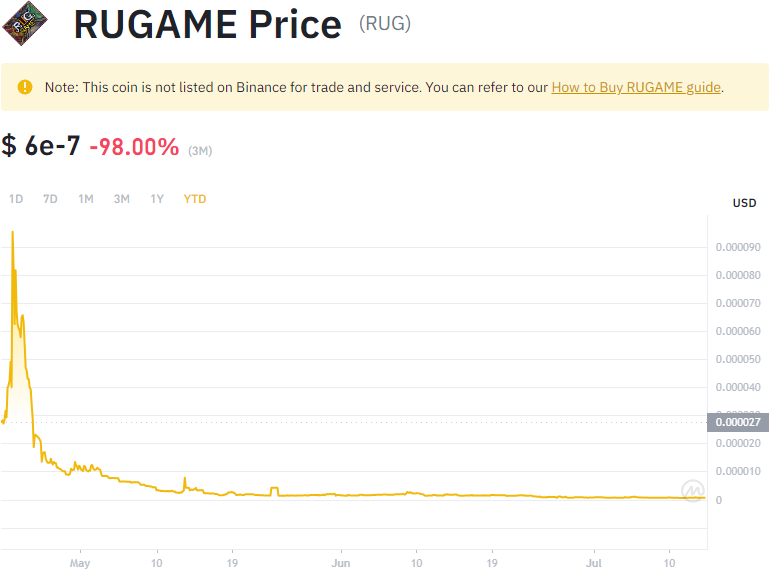 RUGAME Price (RUG)
Note: This coin is not listed on Binance for trade and service. You can refer to our How to Buy RUGAME guide.
$ 6e-7 -98.00% (3M)
1D 7D 1M 3M 1Y YTD
USD
0.000090
0.000080
0.000070
0.000060
0.000050
0.000040
0.000027
0.000020
0.000010
0
May 10 19 Jun 10 19 Jul 10